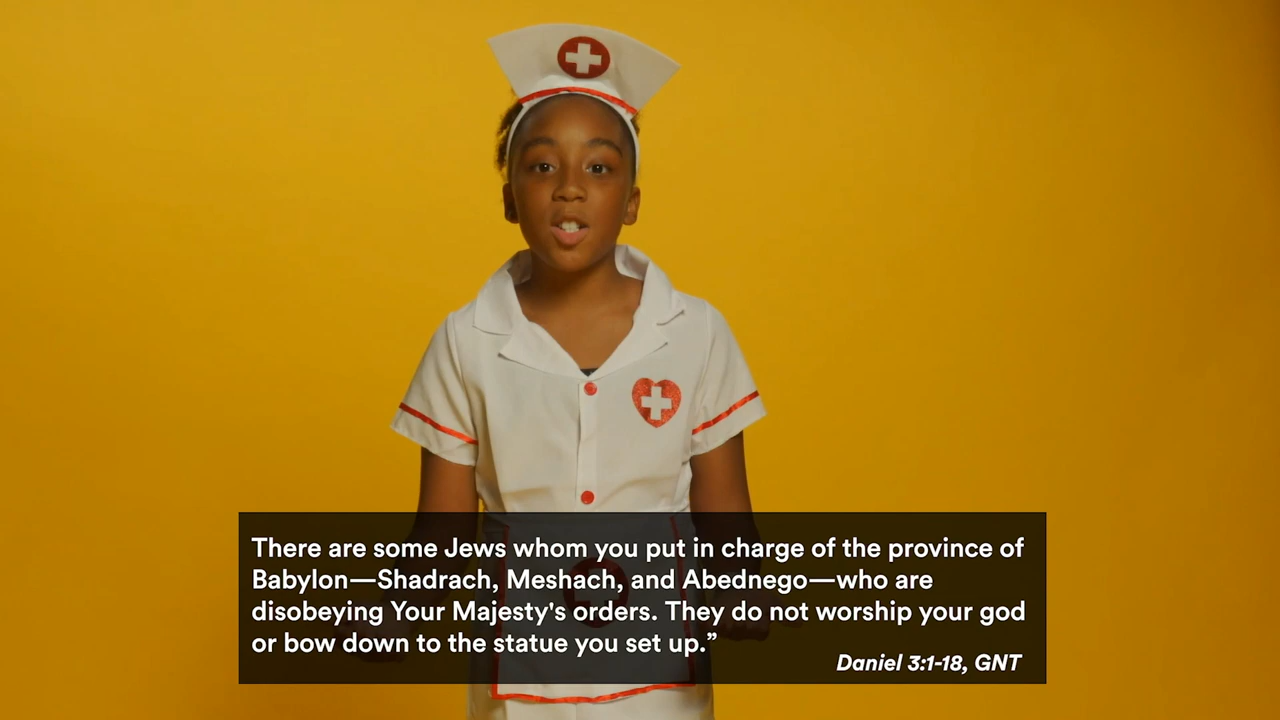 There are some Jews whom you put in charge of the province of
Babylon—Shadrach, Meshach, and Abednego—who are
disobeying Your Majesty's orders. They do not worship your god
or bow down to the statue you set up.”
Daniel 3:1-18, GNT